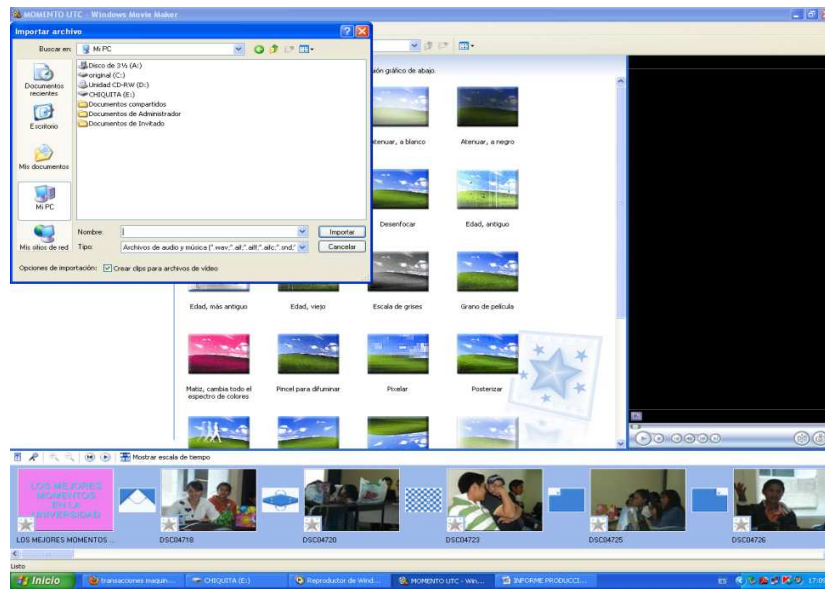 MOMENTO UTC - Windows Movie Maker
Importar archivo
Buscar en: Mi PC
Disco de 3½ (A:)
original (C:)
Unidad CD-RW (D:)
CHIQUITA (E:)
Documentos compartidos
Documentos de Administrador
Documentos de Invitado
Documentos recientes
Escritorio
Mis documentos
Mi PC
Mis sitios de red
Nombre:
Importar
Tipo: Archivos de audio y música (*.wav;*.aif;*.aiff;*.aifc;*.snd;*
Cancelar
Opciones de importación: Crear clips para archivos de vídeo
gráfico de abajo.
Atenuar, a blanco
Atenuar, a negro
Desenfocar
Edad, antiguo
Edad, más antiguo
Edad, viejo
Escala de grises
Grano de película
Matiz, cambia todo el
espectro de colores
Pincel para difuminar
Pixelar
Posterizar
Mostrar escala de tiempo
LOS MEJORES
MOMENTOS
EN LA
UNIVERSIDAD
LOS MEJORES MOMENTOS ...
DSC04718
DSC04720
DSC04723
DSC04725
DSC04726
Listo
Inicio
transacciones maquin...
CHIQUITA (E:)
Reproductor de Wind...
MOMENTO UTC - Win...
INFORME PRODUCCI...
ES
17:09